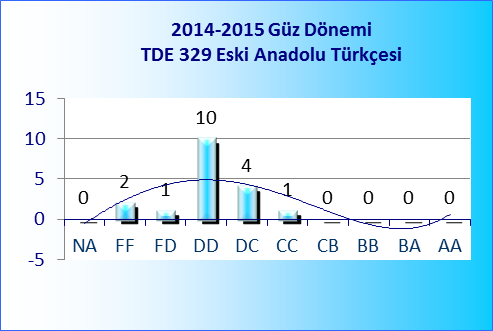 2014-2015 Güz Dönemi
TDE 329 Eski Anadolu Türkçesi
15
10
5
0
-5
0 2 1 10 4 1 0 0 0 0
NA FF FD DD DC CC CB BB BA AA